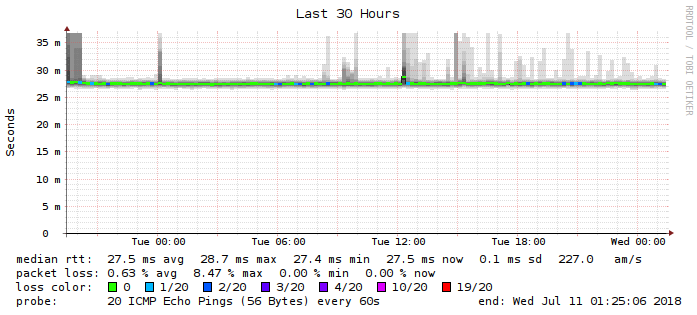 Last 30 Hours
RRDTOOL / TOBI OETIKER
Seconds
35 m
30 m
25 m
20 m
15 m
10 m
5 m
0
Tue 00:00 Tue 06:00 Tue 12:00 Tue 18:00 Wed 00:00
median rtt: 27.5 ms avg 28.7 ms max 27.4 ms min 27.5 ms now 0.1 ms sd 227.0 am/s
packet loss: 0.63 % avg 8.47 % max 0.00 % min 0.00 % now
loss color: 0 1/20 2/20 3/20 4/20 10/20 19/20
probe: 20 ICMP Echo Pings (56 Bytes) every 60s end: Wed Jul 11 01:25:06 2018